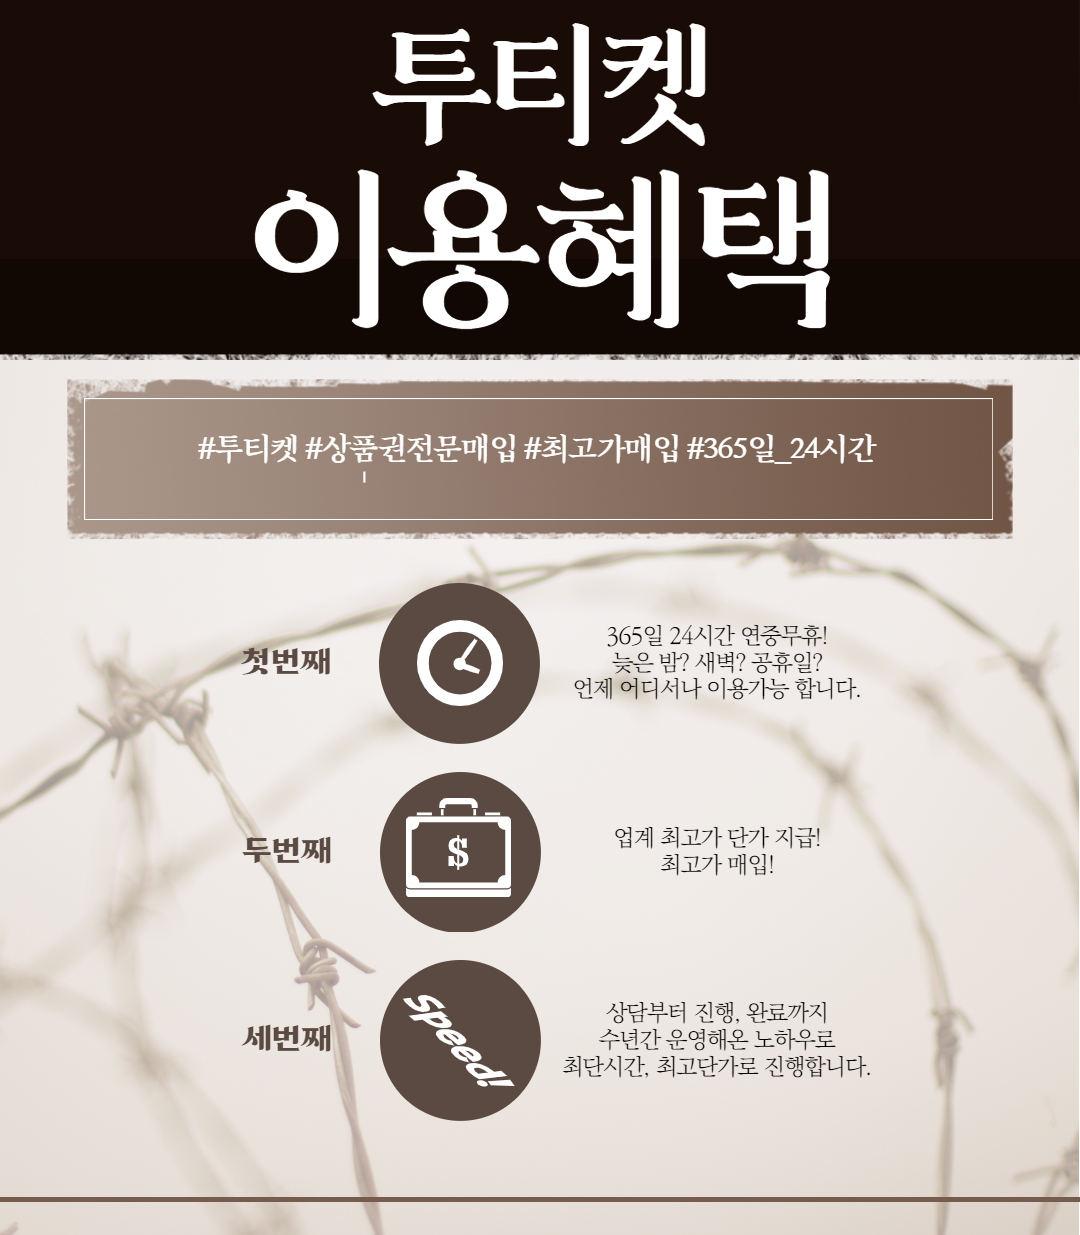 투티켓
이용혜택
#투티켓 #상품권전문매입 #최고가매입 #365일_24시간
첫번째
365일 24시간 연중무휴!
늦은 밤? 새벽? 공휴일?
언제 어디서나 이용가능 합니다.
두번째
$
업계 최고가 단가 지급!
최고가 매입!
세번째
Speed!
상담부터 진행, 완료까지
수년간 운영해온 노하우로
최단시간, 최고단가로 진행합니다.